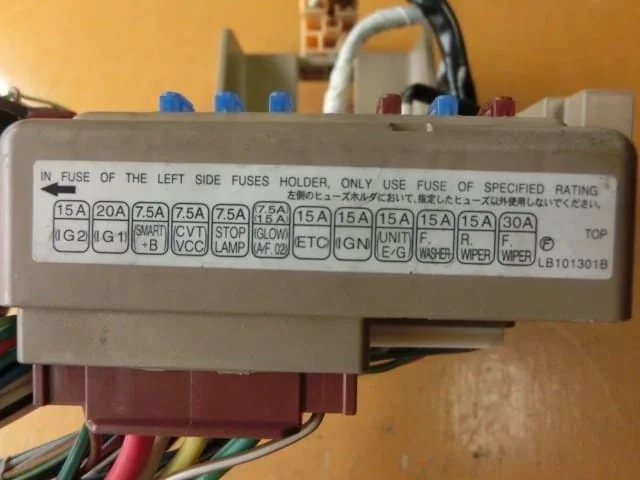 IN FUSE OF THE LEFT SIDE FUSES HOLDER, ONLY USE FUSE OF SPECIFIED RATING
左側のヒューズホルダにおいて、指定したヒューズ以外使用しないでください。
15A 20A 7.5A 7.5A 7.5A 7.5A/15A 15A 15A 15A 15A 15A 30A
(IG2) (IG1) (SMART +B) (CVT VCC) STOP LAMP (GLOW) (A/F. O2) (ETC) (IGN) UNIT E/G F. WASHER R. WIPER F. WIPER
F TOP
LB101301B